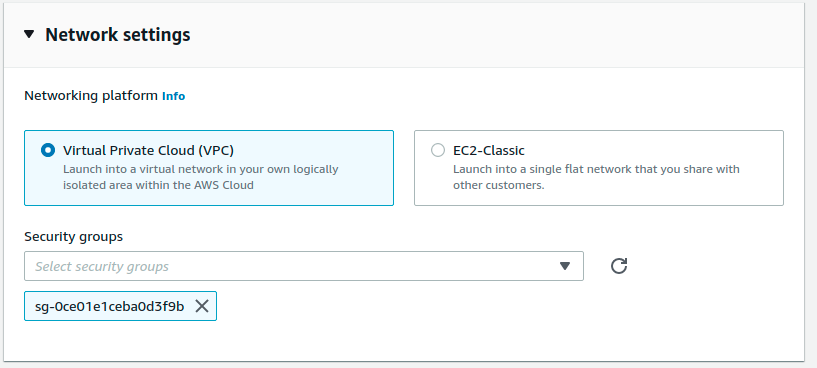 Network settings
Networking platform Info
Virtual Private Cloud (VPC)
Launch into a virtual network in your own logically
isolated area within the AWS Cloud
EC2-Classic
Launch into a single flat network that you share with
other customers.
Security groups
Select security groups
sg-0ce01e1ceba0d3f9b